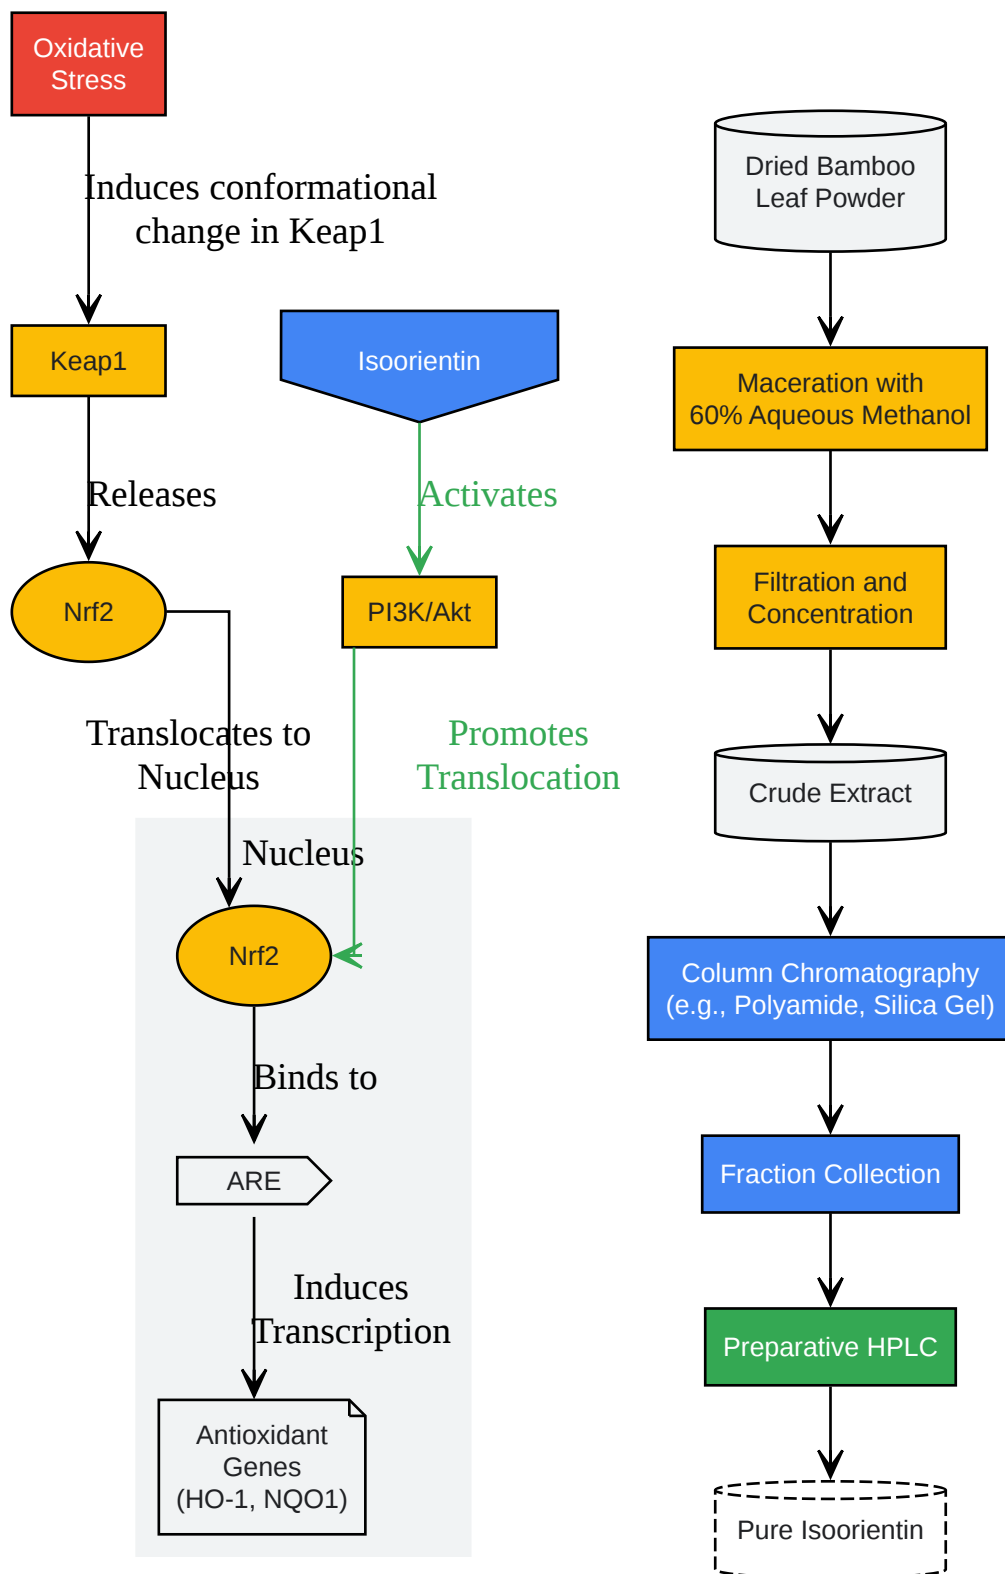 Oxidative
Stress
Induces conformational
change in Keap1
Keap1
Releases
Nrf2
Translocates to
Nucleus
Isoorientin
Activates
PI3K/Akt
Promotes
Translocation
Nucleus
Nrf2
Binds to
ARE
Induces
Transcription
Antioxidant
Genes
(HO-1, NQO1)
Dried Bamboo
Leaf Powder
Maceration with
60% Aqueous Methanol
Filtration and
Concentration
Crude Extract
Column Chromatography
(e.g., Polyamide, Silica Gel)
Fraction Collection
Preparative HPLC
Pure Isoorientin